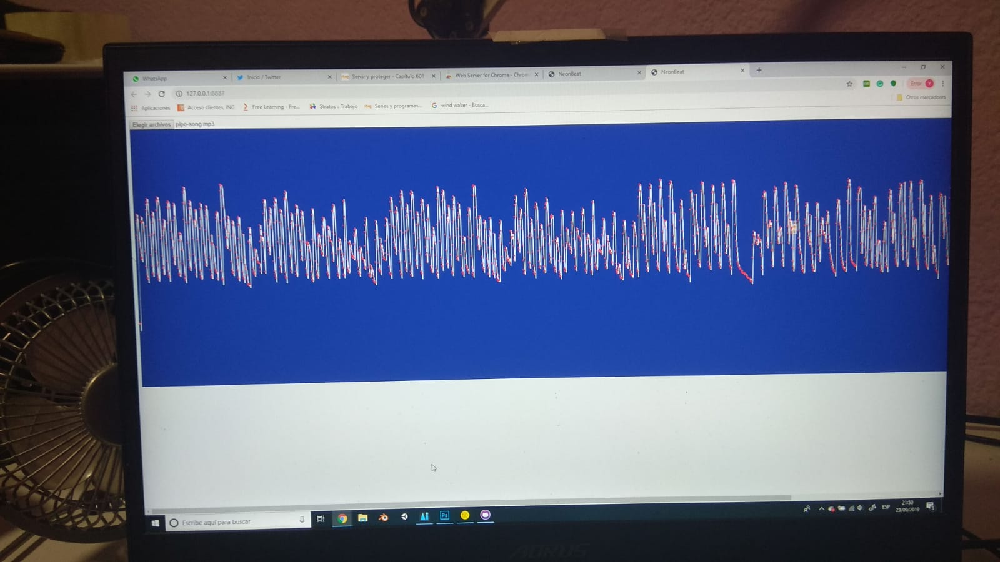 WhatsApp
Inicio / Twitter
Servir y proteger - Capítulo 601
Web Server for Chrome - Chrom
NeonBeat
NeonBeat
127.0.0.1:8887
Error
Aplicaciones
Acceso clientes, ING
Free Learning - Fre...
Stratos :: Trabajo
Series y programas...
wind waker - Busca...
Otros marcadores
Elegir archivos pipo-song.mp3
Escribe aquí para buscar
Ps
ESP
21:50
23/09/2019
AORUS